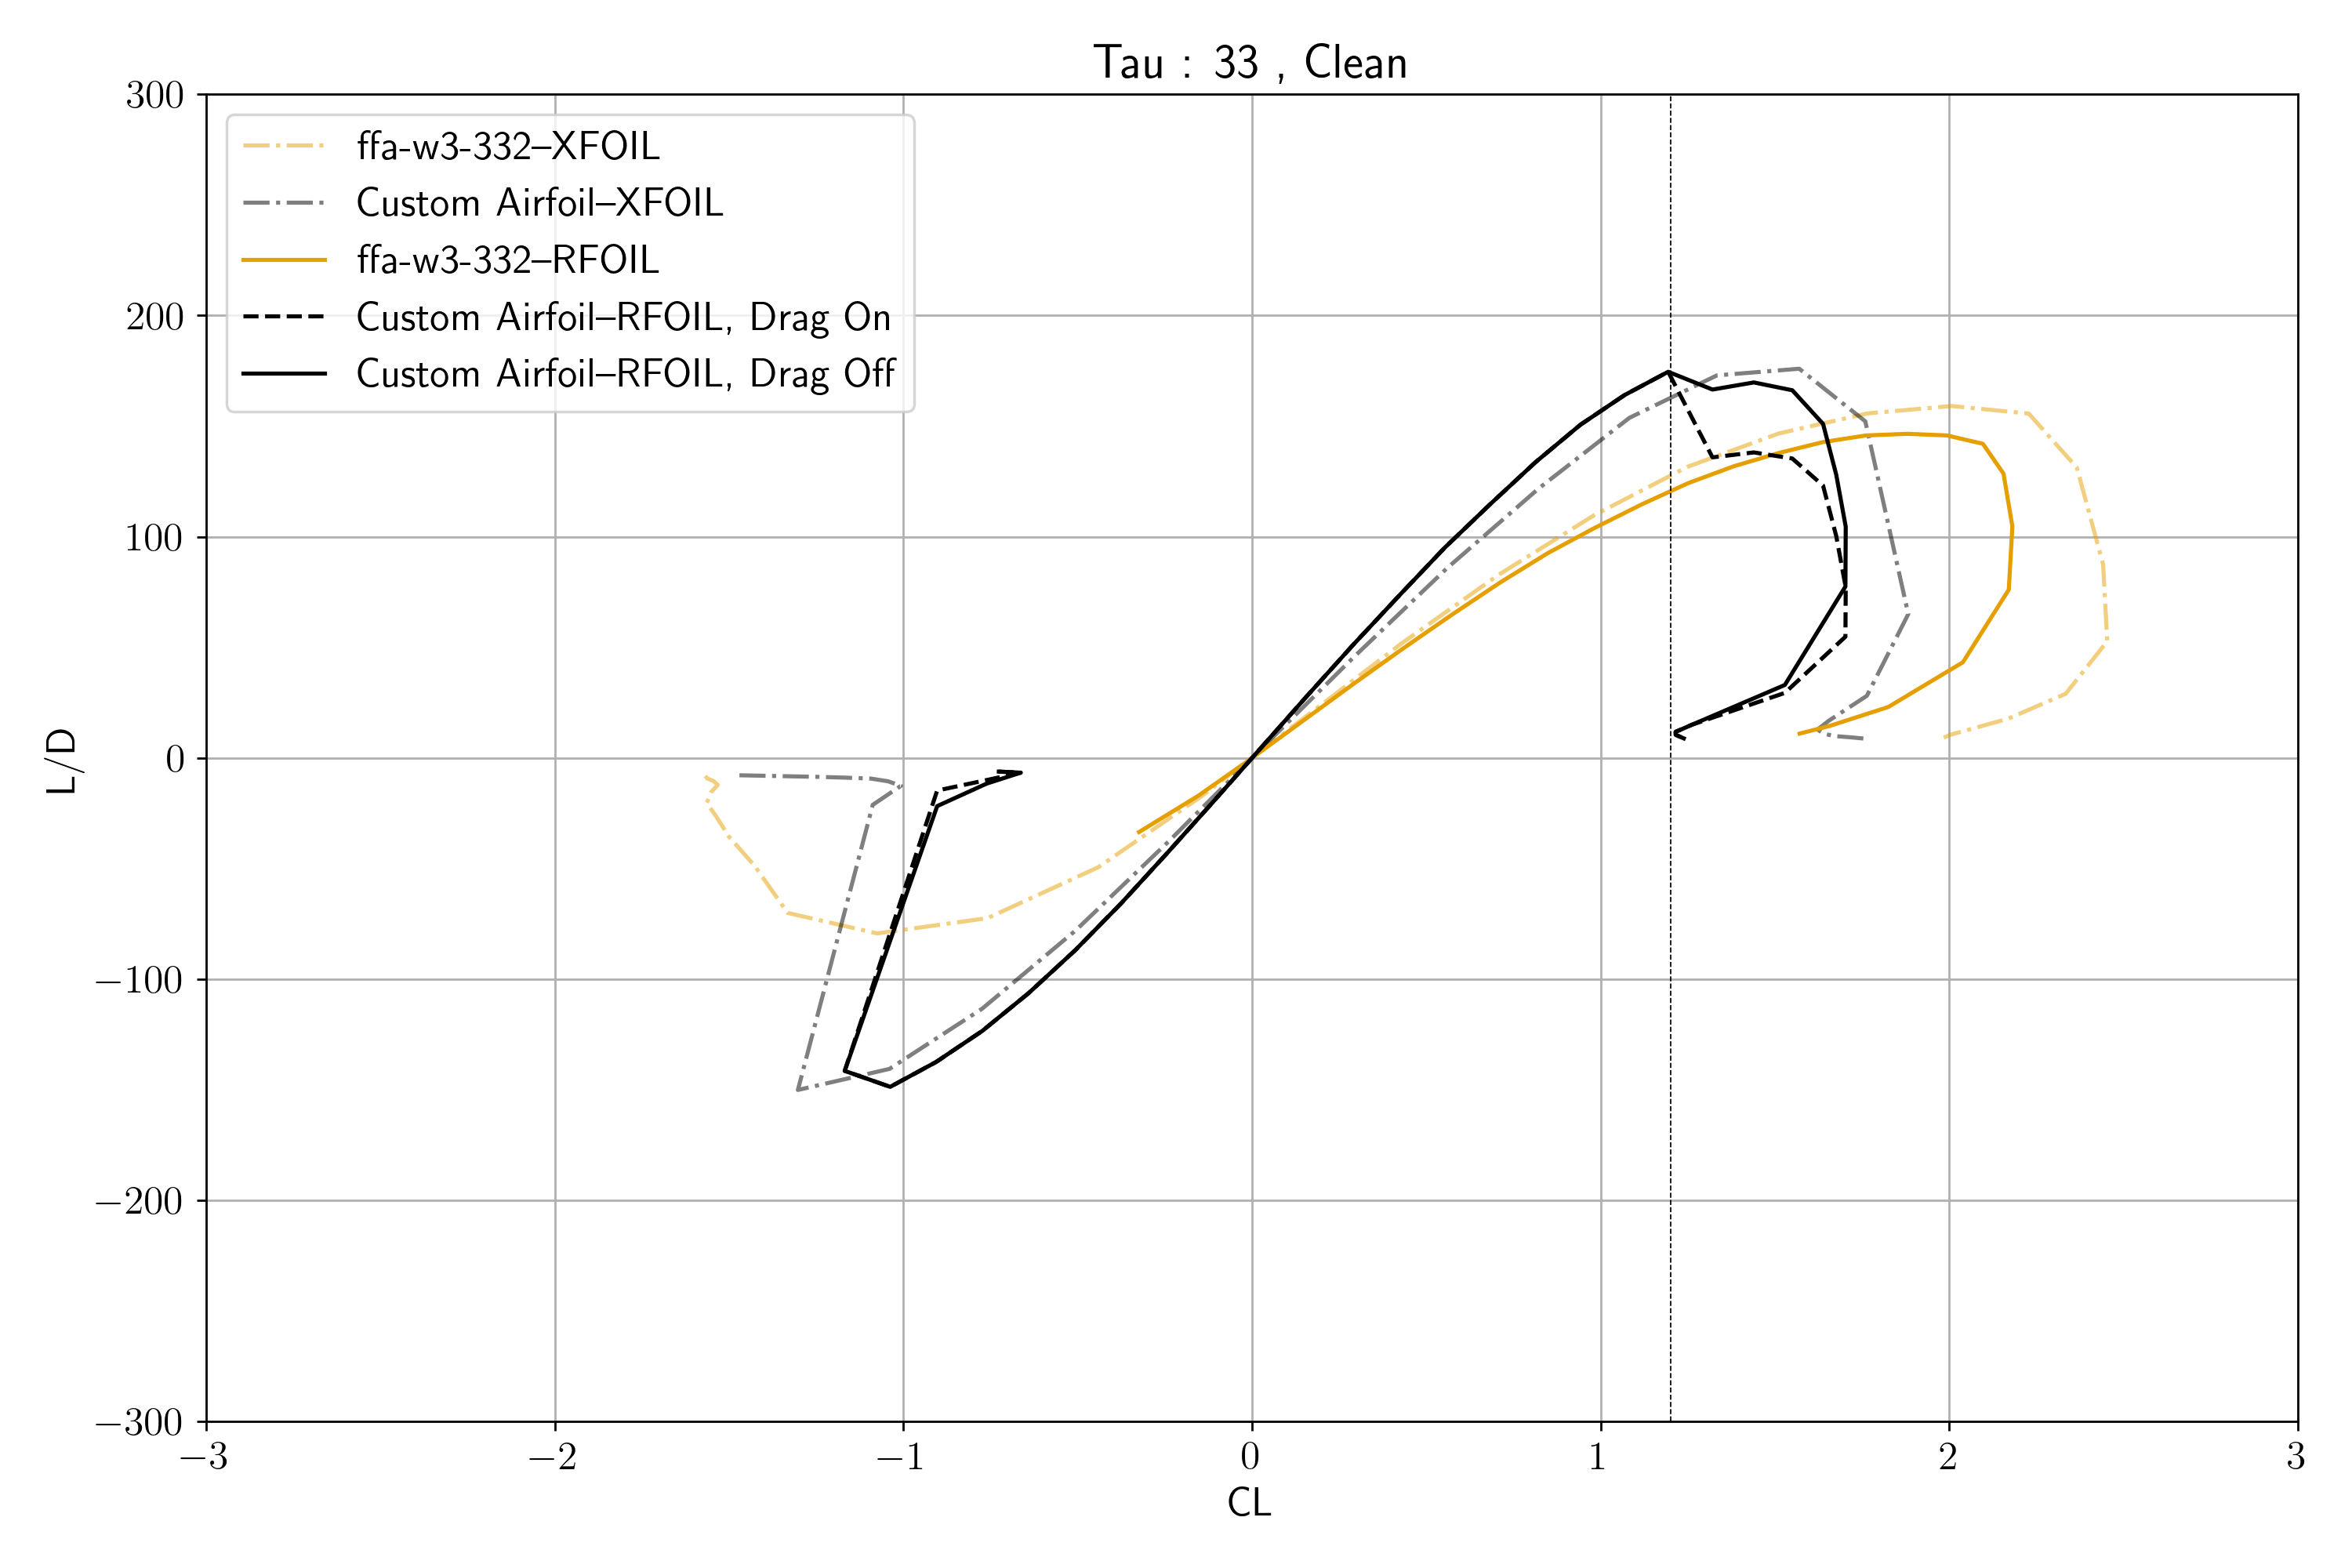 Tau : 33 , Clean
300
200
100
0
−100
−200
−300
L/D
ffa-w3-332–XFOIL
Custom Airfoil–XFOIL
ffa-w3-332–RFOIL
Custom Airfoil–RFOIL, Drag On
Custom Airfoil–RFOIL, Drag Off
−3 −2 −1 0 1 2 3
CL